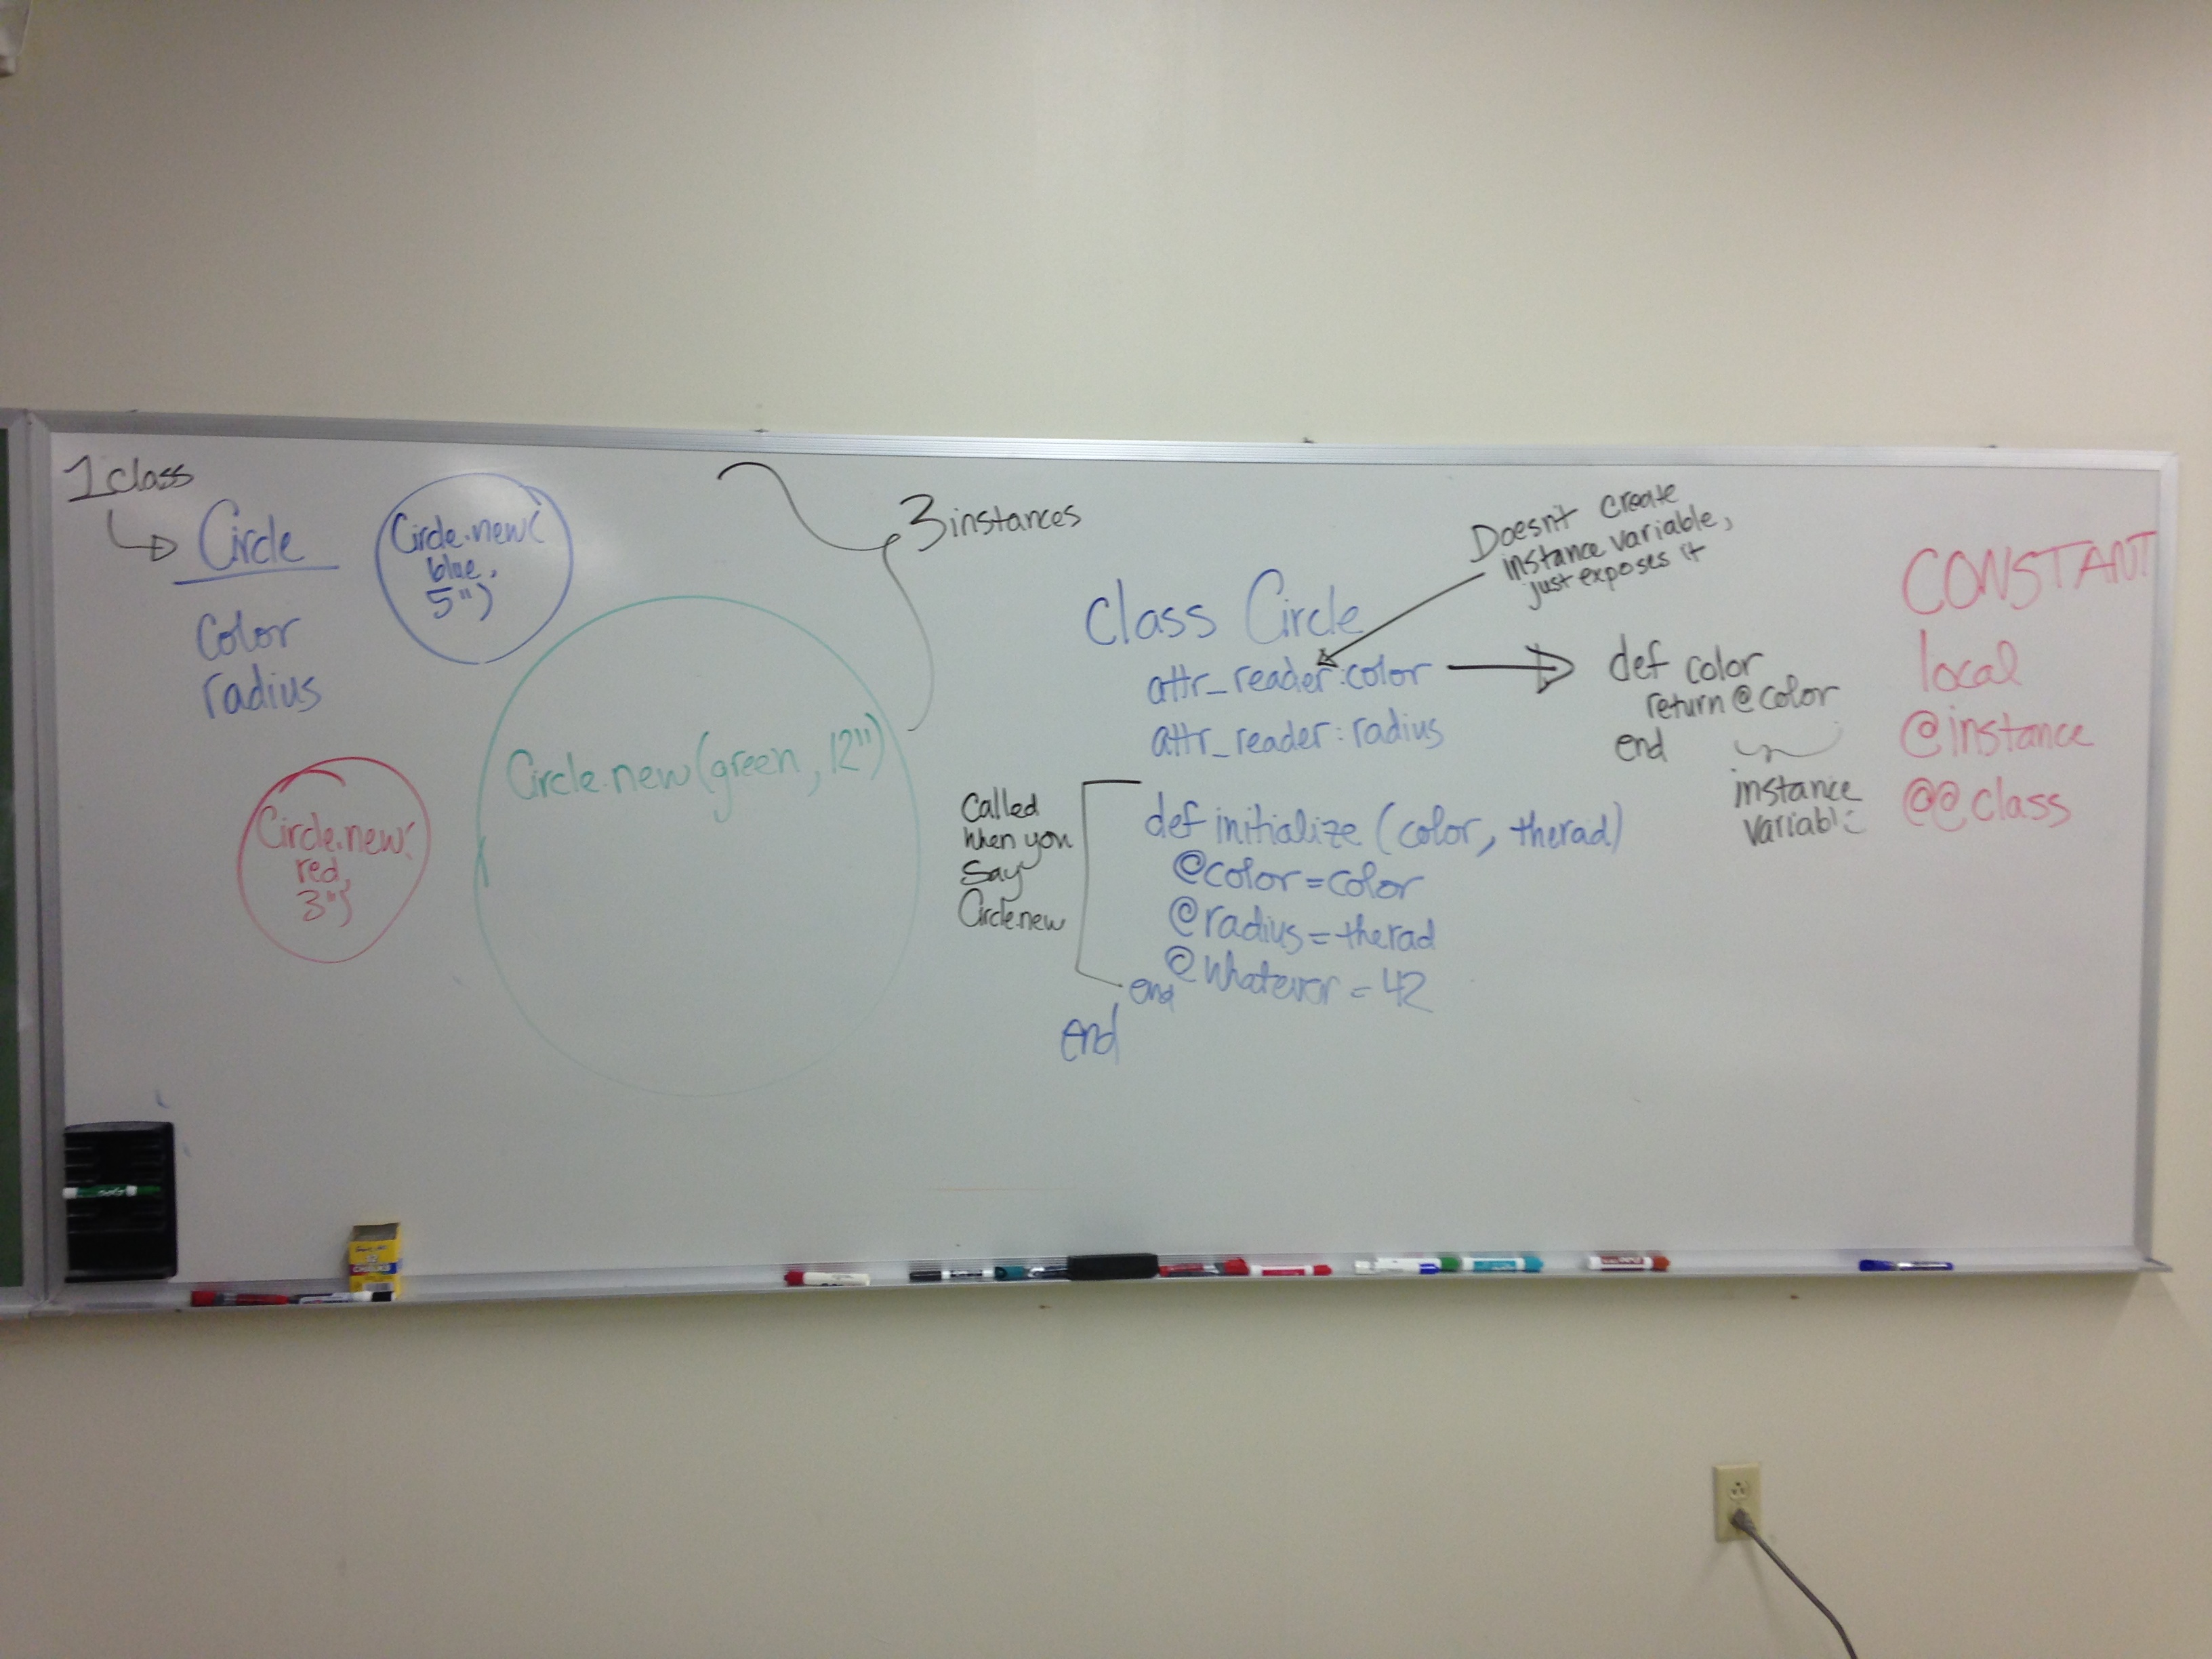 1 class
Circle
Color
radius
Circle.new(
blue,
5")
Circle.new(
red,
3")
Circle.new(green, 12")
3 instances
class Circle
attr_reader:color
attr_reader:radius
def initialize (color, therad)
@color=color
@radius=therad
@whatever = 42
end
end
Called
when you
Say
Circle.new
Doesn't create
instance variable,
just exposes it
def color
return @color
end
instance
variable
CONSTANT
local
@instance
@@class
CHALKS